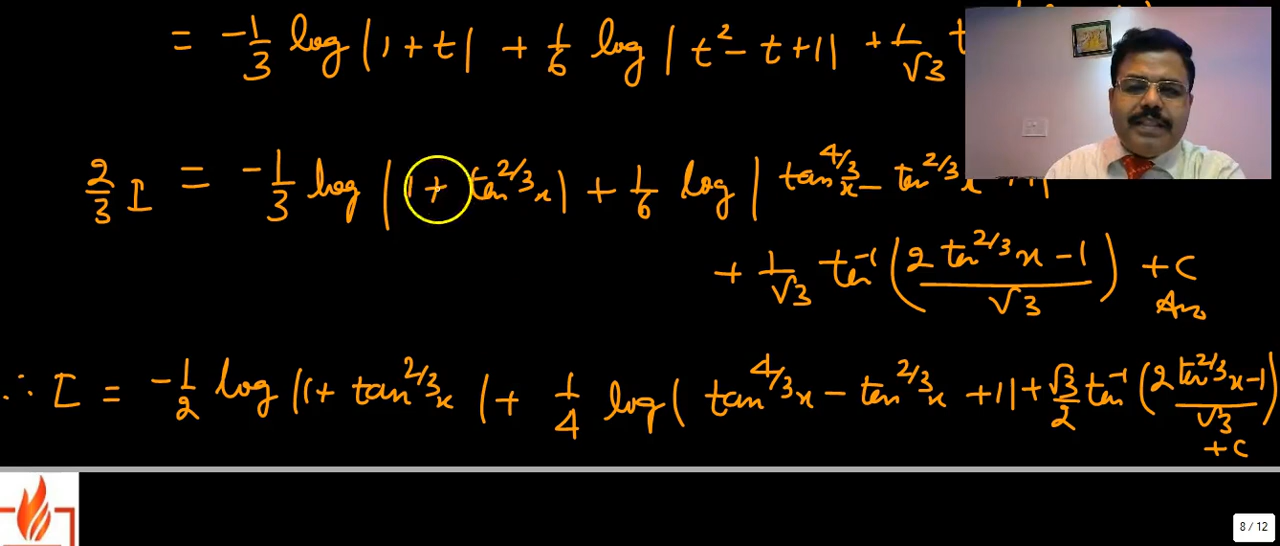 = -1/3 log |1 + t| + 1/6 log | t² - t + 1| + 1/√3 t
2/3 I = -1/3 log |1 + tan^2/3 x| + 1/6 log | tan^4/3 x - tan^2/3 x + 1|
+ 1/√3 tan⁻¹ (2 tan^2/3 x - 1 / √3) + C
Ans
∴ I = -1/2 log |1 + tan^2/3 x | + 1/4 log ( tan^4/3 x - tan^2/3 x + 1| + √3/2 tan⁻¹ (2 tan^2/3 x - 1 / √3)
+ C
8 / 12